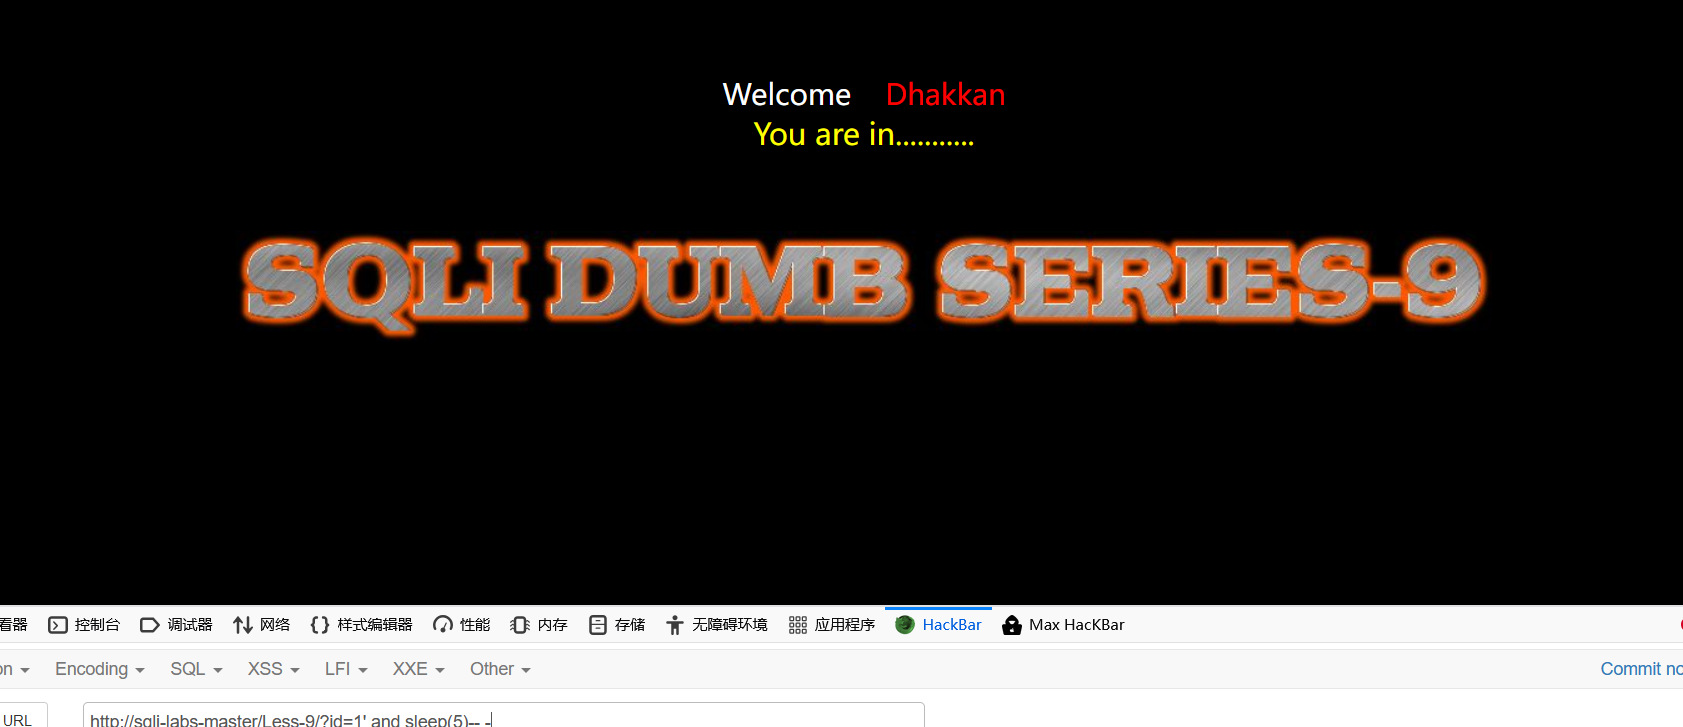 Welcome Dhakkan
You are in...........
SQLI DUMB SERIES-9
看器 控制台 调试器 网络 样式编辑器 性能 内存 存储 无障碍环境 应用程序 HackBar Max HacKBar
on Encoding SQL XSS LFI XXE Other Commit no
URL http://sqli-labs-master/Less-9/?id=1' and sleep(5)-- -